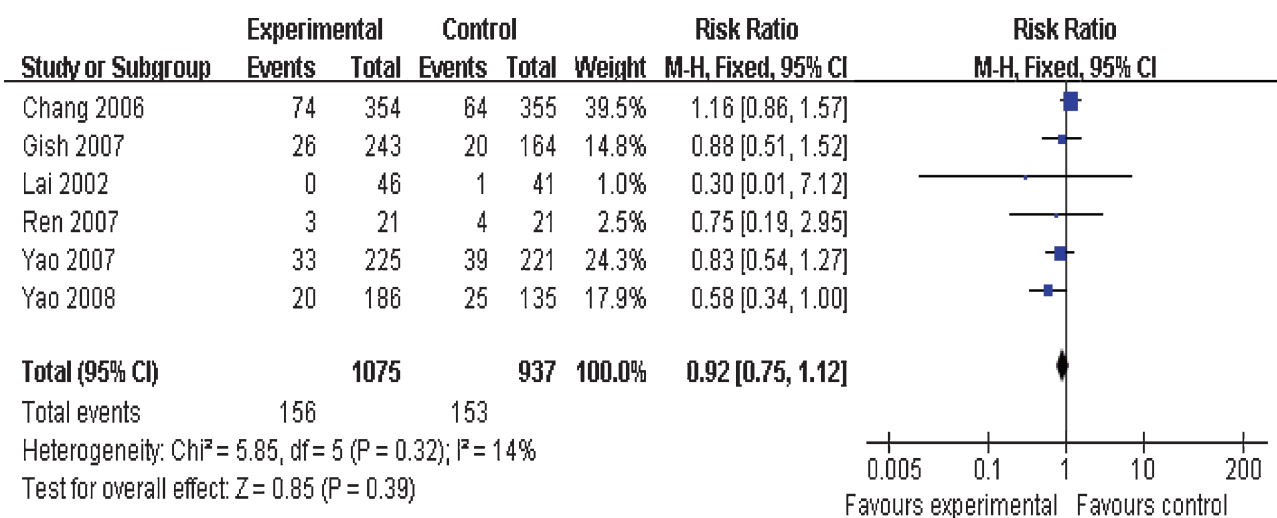 Experimental Control Risk Ratio Risk Ratio
Study or Subgroup Events Total Events Total Weight M-H, Fixed, 95% CI M-H, Fixed, 95% CI
Chang 2006 74 354 64 355 39.5% 1.16 [0.86, 1.57]
Gish 2007 26 243 20 164 14.8% 0.88 [0.51, 1.52]
Lai 2002 0 46 1 41 1.0% 0.30 [0.01, 7.12]
Ren 2007 3 21 4 21 2.5% 0.75 [0.19, 2.95]
Yao 2007 33 225 39 221 24.3% 0.83 [0.54, 1.27]
Yao 2008 20 186 25 135 17.9% 0.58 [0.34, 1.00]
Total (95% CI) 1075 937 100.0% 0.92 [0.75, 1.12]
Total events 156 153
Heterogeneity: Chi² = 5.85, df = 5 (P = 0.32); I² = 14%
Test for overall effect: Z = 0.85 (P = 0.39)
0.005 0.1 1 10 200
Favours experimental Favours control